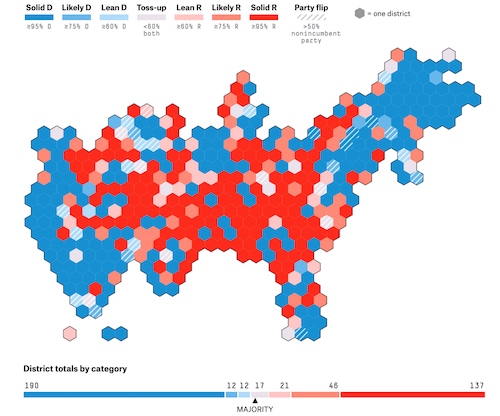 Solid D Likely D Lean D Toss-up Lean R Likely R Solid R Party flip
≥95% D ≥75% D ≥60% D <60% ≥60% R ≥75% R ≥95% R >50%
both nonincumbent
party
= one district
District totals by category
190 12 12 17 21 46 137
MAJORITY